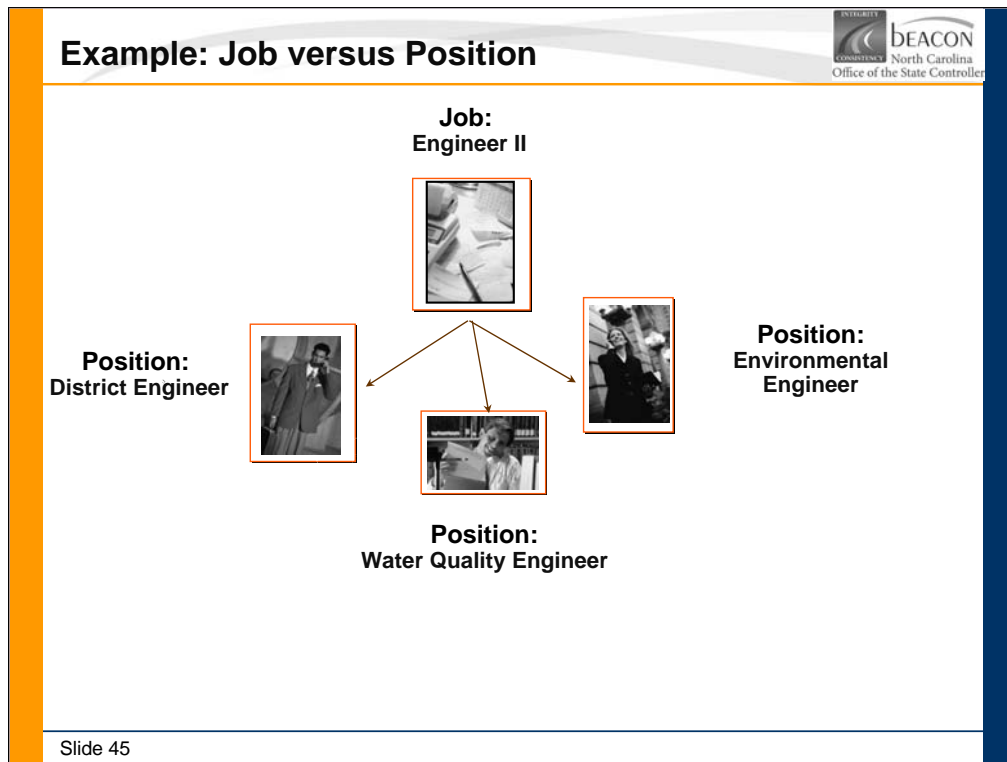 Example: Job versus Position
INTEGRITY
CONSISTENCY
bEACON
North Carolina
Office of the State Controller
Job:
Engineer II
Position:
District Engineer
Position:
Environmental
Engineer
Position:
Water Quality Engineer
Slide 45